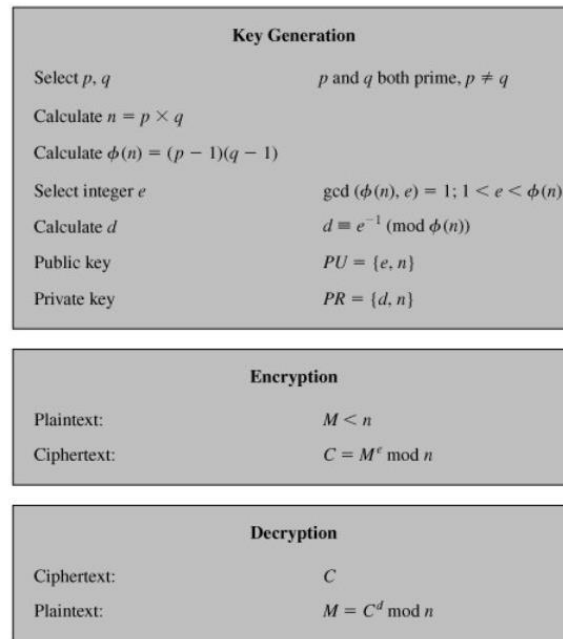 Key Generation
Select p, q p and q both prime, p ≠ q
Calculate n = p × q
Calculate ϕ(n) = (p − 1)(q − 1)
Select integer e gcd (ϕ(n), e) = 1; 1 < e < ϕ(n)
Calculate d d ≡ e⁻¹ (mod ϕ(n))
Public key PU = {e, n}
Private key PR = {d, n}
Encryption
Plaintext: M < n
Ciphertext: C = Mᵉ mod n
Decryption
Ciphertext: C
Plaintext: M = Cᵈ mod n